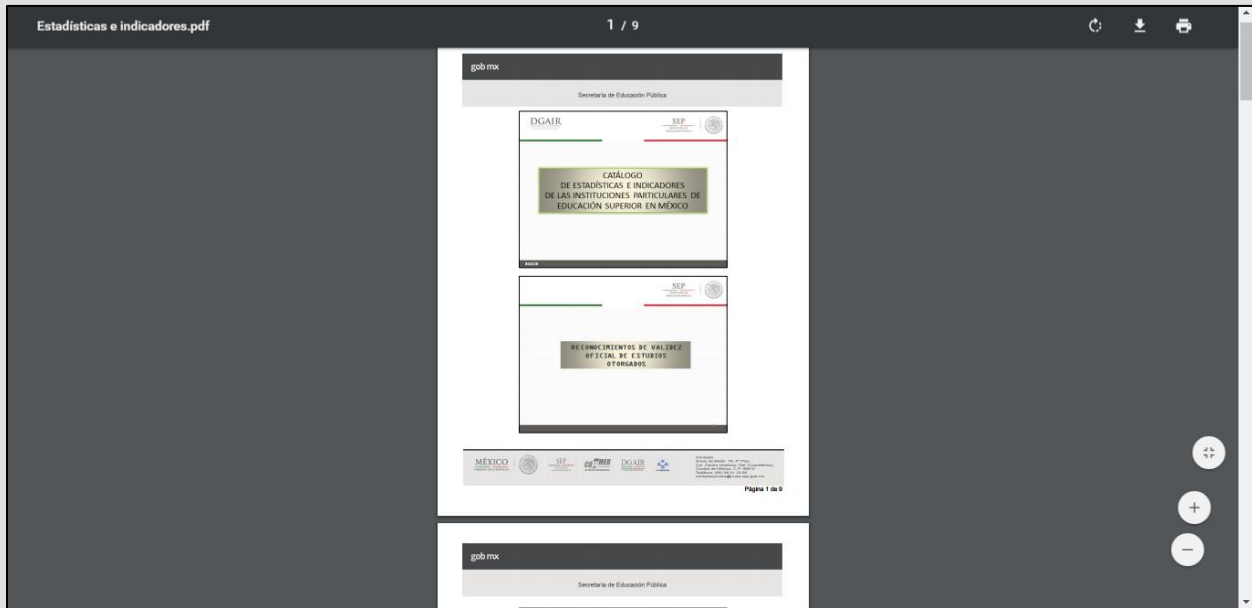 Estadísticas e indicadores.pdf
1 / 9
gob mx
Secretaría de Educación Pública
DGAIR
SEP
CATÁLOGO
DE ESTADÍSTICAS E INDICADORES
DE LAS INSTITUCIONES PARTICULARES DE
EDUCACIÓN SUPERIOR EN MÉXICO
SEP
RECONOCIMIENTOS DE VALIDEZ
OFICIAL DE ESTUDIOS
OTORGADOS
MÉXICO
SEP
DGAIR
Página 1 de 9
gob mx
Secretaría de Educación Pública